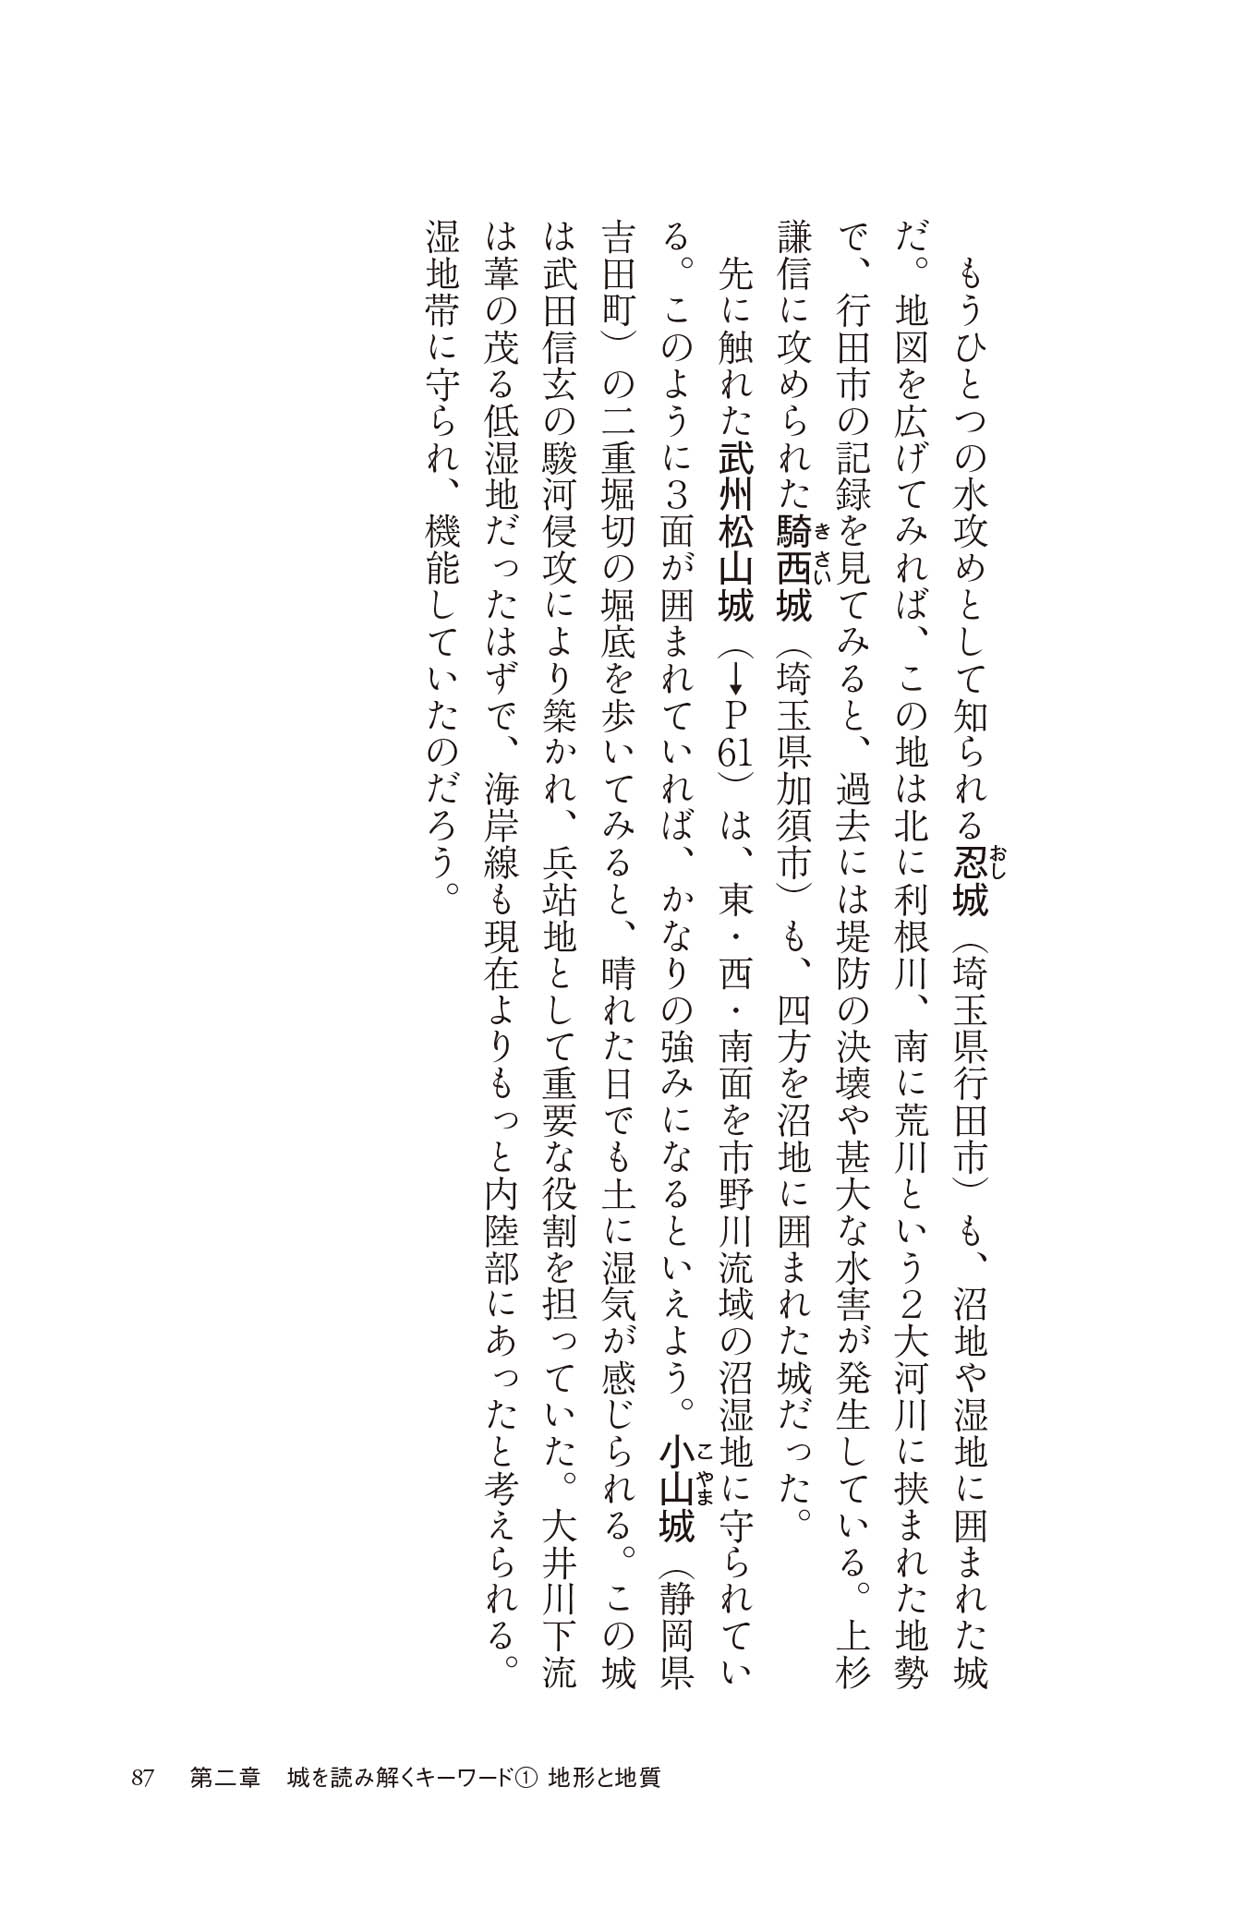 もうひとつの水攻めとして知られる忍城（埼玉県行田市）も、沼地や湿地に囲まれた城
だ。地図を広げてみれば、この地は北に利根川、南に荒川という２大河川に挟まれた地勢
で、行田市の記録を見てみると、過去には堤防の決壊や甚大な水害が発生している。上杉
謙信に攻められた騎西城（埼玉県加須市）も、四方を沼地に囲まれた城だった。
　先に触れた武州松山城（→P61）は、東・西・南面を市野川流域の沼湿地に守られてい
る。このように３面が囲まれていれば、かなりの強みになるといえよう。小山城（静岡県
吉田町）の二重堀切の堀底を歩いてみると、晴れた日でも土に湿気が感じられる。この城
は武田信玄の駿河侵攻により築かれ、兵站地として重要な役割を担っていた。大井川下流
は葦の茂る低湿地だったはずで、海岸線も現在よりもっと内陸部にあったと考えられる。
湿地帯に守られ、機能していたのだろう。
おし
きさい
こやま
87　第二章　城を読み解くキーワード① 地形と地質